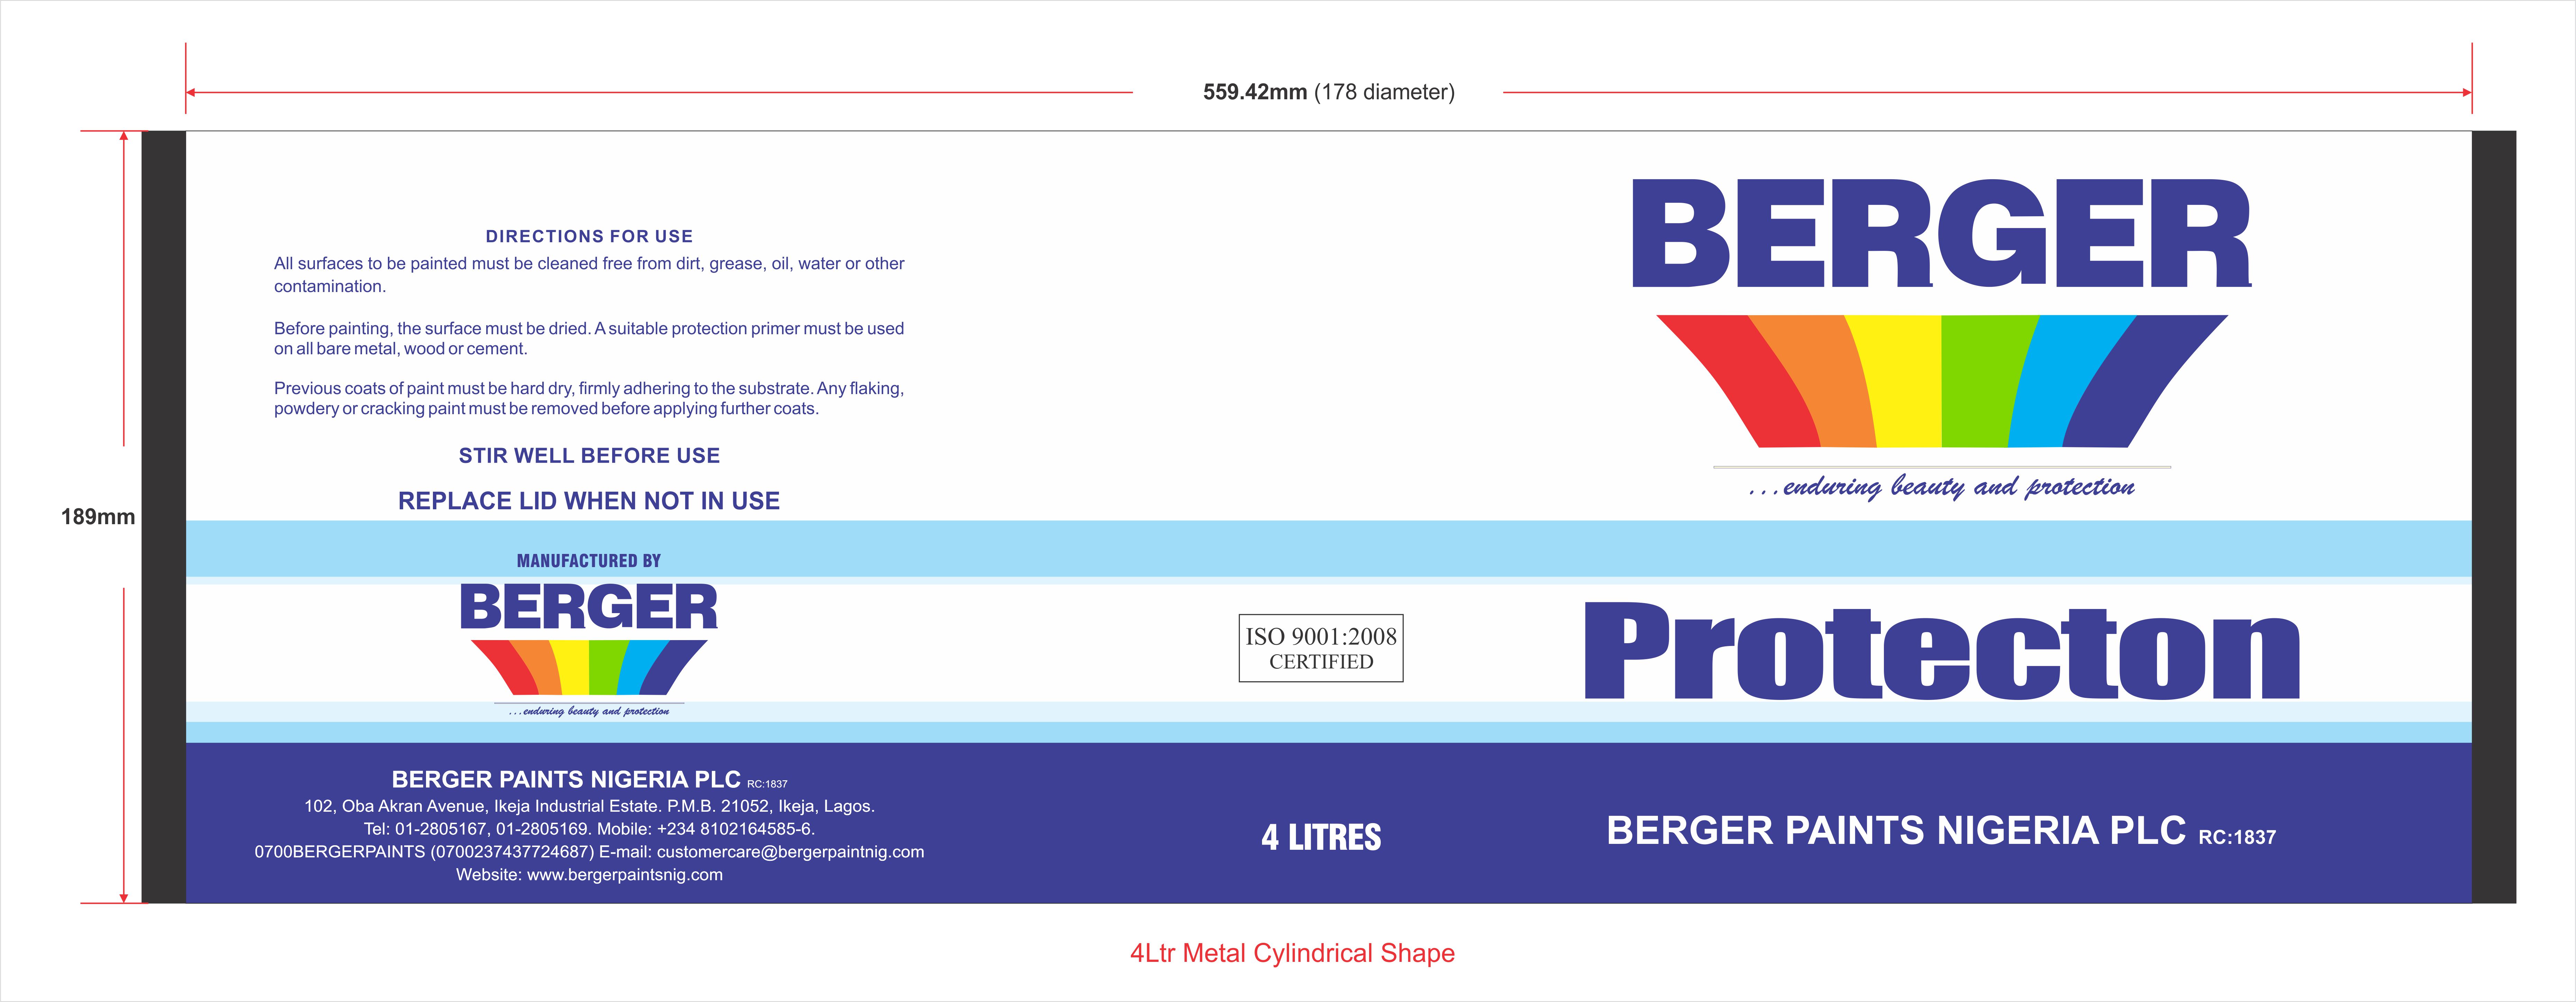 559.42mm (178 diameter)
189mm
DIRECTIONS FOR USE
All surfaces to be painted must be cleaned free from dirt, grease, oil, water or other
contamination.
Before painting, the surface must be dried. A suitable protection primer must be used
on all bare metal, wood or cement.
Previous coats of paint must be hard dry, firmly adhering to the substrate. Any flaking,
powdery or cracking paint must be removed before applying further coats.
STIR WELL BEFORE USE
REPLACE LID WHEN NOT IN USE
MANUFACTURED BY
BERGER
...enduring beauty and protection
BERGER PAINTS NIGERIA PLC RC:1837
102, Oba Akran Avenue, Ikeja Industrial Estate. P.M.B. 21052, Ikeja, Lagos.
Tel: 01-2805167, 01-2805169. Mobile: +234 8102164585-6.
0700BERGERPAINTS (0700237437724687) E-mail: customercare@bergerpaintnig.com
Website: www.bergerpaintsnig.com
ISO 9001:2008
CERTIFIED
4 LITRES
BERGER
...enduring beauty and protection
Protecton
BERGER PAINTS NIGERIA PLC RC:1837
4Ltr Metal Cylindrical Shape